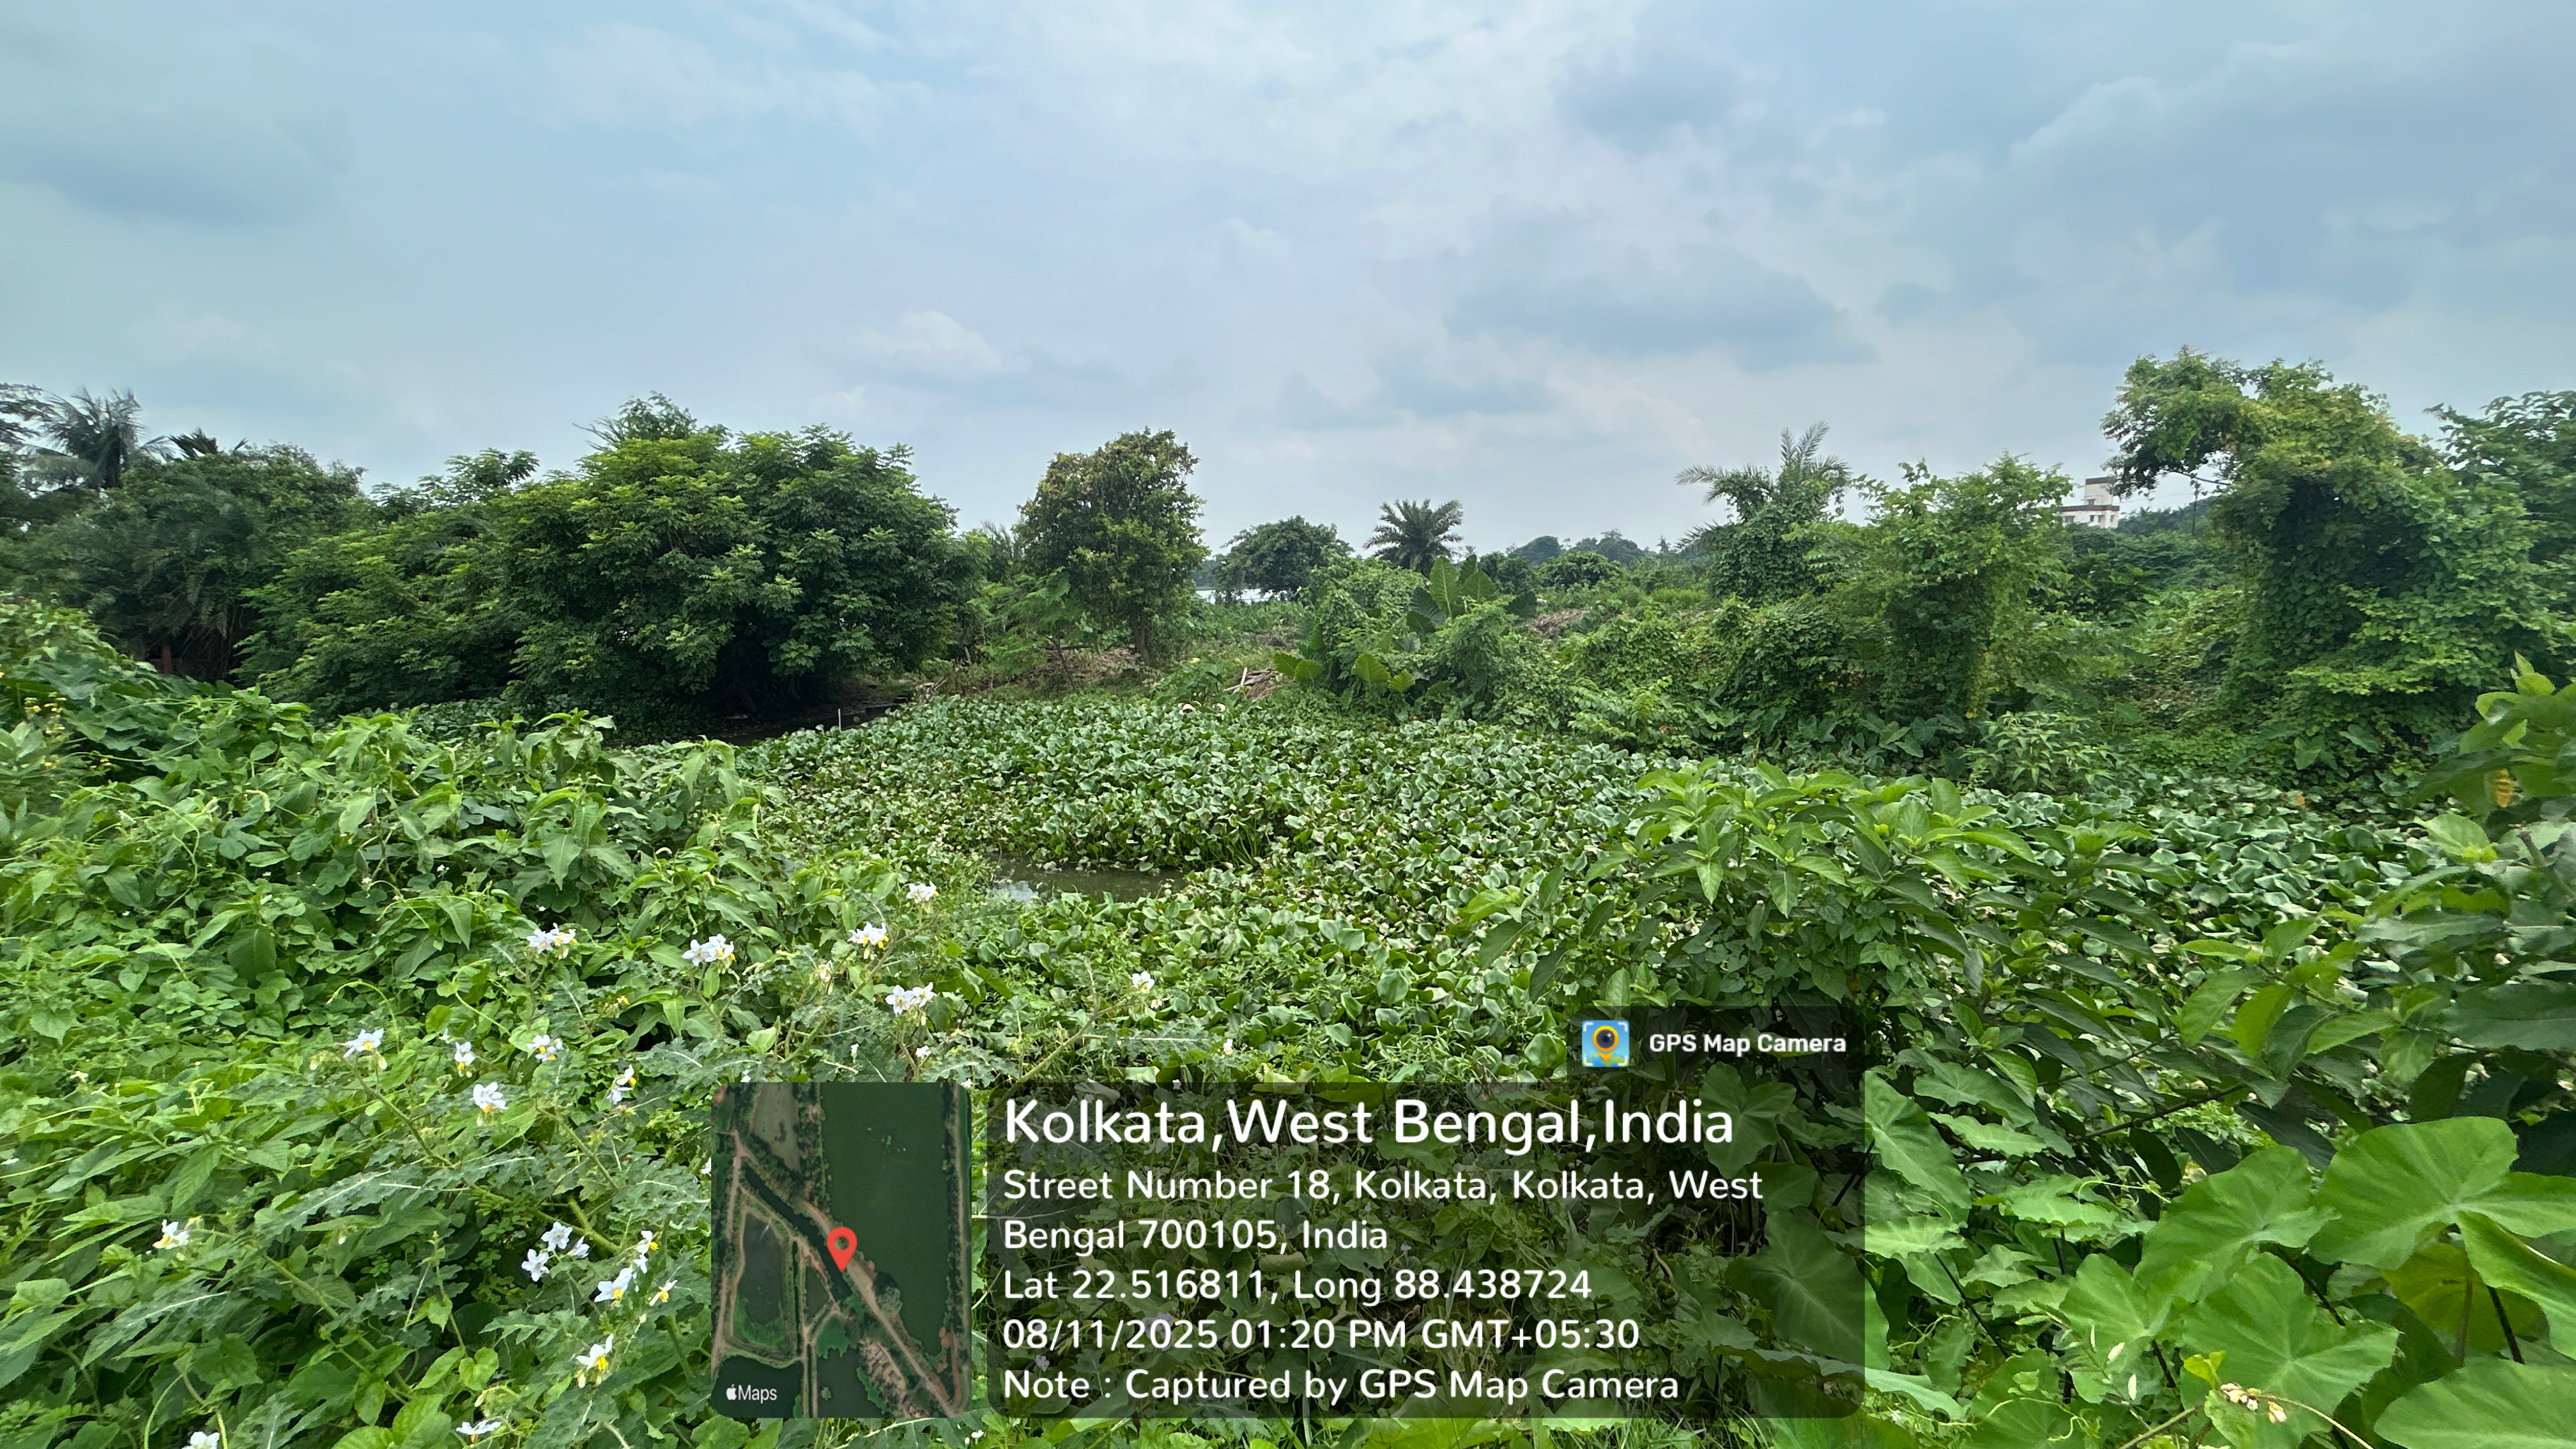 GPS Map Camera
Kolkata,West Bengal,India
Street Number 18, Kolkata, Kolkata, West
Bengal 700105, India
Lat 22.516811, Long 88.438724
08/11/2025 01:20 PM GMT+05:30
Note : Captured by GPS Map Camera
Maps